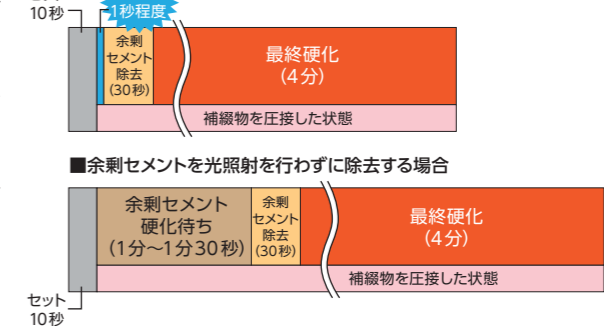 10秒
1秒程度
余剰
セメント
除去
(30秒)
最終硬化
(4分)
補綴物を圧接した状態
■余剰セメントを光照射を行わずに除去する場合
余剰セメント
硬化待ち
(1分~1分30秒)
余剰
セメント
除去
(30秒)
最終硬化
(4分)
補綴物を圧接した状態
セット
10秒